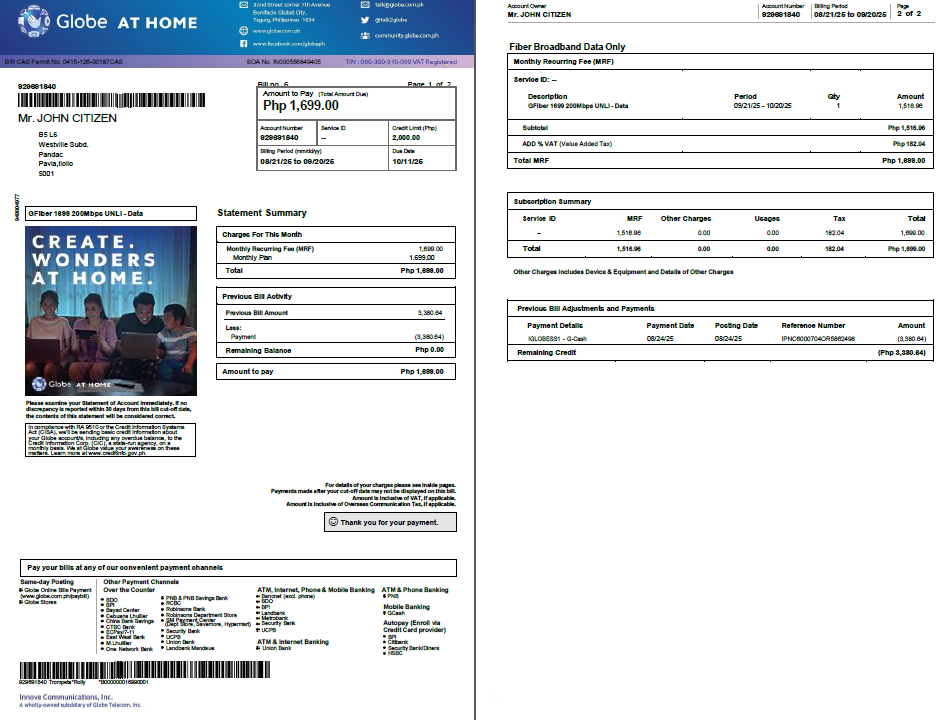 Globe AT HOME
32nd Street corner 7th Avenue
Bonifacio Global City,
Taguig, Philippines 1634
www.globe.com.ph
www.facebook.com/globeph
talk@globe.com.ph
@talk2globe
community.globe.com.ph
BIR CAS Permit No. 0415-126-00187CAS
SOA No. IN000556849405
TIN : 000-350-915-000 VAT Registered
929691840
Mr. JOHN CITIZEN
B5 L6
Westville Subd.
Pandac
Pavia,Iloilo
5001
Bill no. 6
Page 1 of 2
Amount to Pay (Total Amount Due)
Php 1,699.00
Account Number
929691840
Service ID
--
Credit Limit (Php)
2,000.00
Billing Period (mm/dd/yy)
08/21/25 to 09/20/25
Due Date
10/11/25
GFiber 1699 200Mbps UNLI - Data
CREATE.
WONDERS
AT HOME.
Globe AT HOME
Please examine your Statement of Account immediately. If no
discrepancy is reported within 30 days from this bill cut-off date,
the contents of this statement will be considered correct.
In compliance with RA 9510 or the Credit Information Systems
Act (CISA), we'll be sending basic credit information about
your Globe account/s, including any overdue balance, to the
Credit Information Corp. (CIC), a state-run agency, on a
monthly basis. We at Globe value your awareness on these
matters. Learn more at www.creditinfo.gov.ph.
Statement Summary
Charges For This Month
Monthly Recurring Fee (MRF) 1,699.00
Monthly Plan 1,699.00
Total Php 1,699.00
Previous Bill Activity
Previous Bill Amount 3,380.64
Less:
Payment (3,380.64)
Remaining Balance Php 0.00
Amount to pay Php 1,699.00
For details of your charges please see inside pages.
Payments made after your cut-off date may not be displayed on this bill.
Amount is inclusive of VAT, if applicable.
Amount is inclusive of Overseas Communication Tax, if applicable.
Thank you for your payment.
Pay your bills at any of our convenient payment channels
Same-day Posting
Globe Online Bills Payment
(www.globe.com.ph/paybill)
Globe Stores
Other Payment Channels
Over the Counter
BDO
BPI
Bayad Center
Cebuana Lhuiller
China Bank Savings
CTBC Bank
ECPay/7-11
East West Bank
M.Lhuiller
One Network Bank
PNB & PNB Savings Bank
RCBC
Robinsons Bank
Robinsons Department Store
SM Payment Center
(Dept Store, Savemore, Hypermart)
Security Bank
UCPB
Union Bank
Landbank Mandaue
ATM, Internet, Phone & Mobile Banking
Bancnet (excl. phone)
BDO
BPI
Landbank
Metrobank
Security Bank
UCPB
ATM & Internet Banking
Union Bank
ATM & Phone Banking
PNB
Mobile Banking
GCash
Autopay (Enroll via
Credit Card provider)
BPI
Citibank
Security Bank/Diners
HSBC
929691840 Trompeta*Rolly
Innove Communications, Inc.
A wholly-owned subsidiary of Globe Telecom, Inc.
Account Owner
Mr. JOHN CITIZEN
Account Number
929691840
Billing Period
08/21/25 to 09/20/25
Page
2 of 2
Fiber Broadband Data Only
Monthly Recurring Fee (MRF)
Service ID: --
Description Period Qty Amount
GFiber 1699 200Mbps UNLI - Data 09/21/25 - 10/20/25 1 1,516.96
Subtotal Php 1,516.96
ADD % VAT (Value Added Tax) Php 182.04
Total MRF Php 1,699.00
Subscription Summary
Service ID MRF Other Charges Usages Tax Total
-- 1,516.96 0.00 0.00 182.04 1,699.00
Total 1,516.96 0.00 0.00 182.04 Php 1,699.00
Other Charges includes Device & Equipment and Details of Other Charges
Previous Bill Adjustments and Payments
Payment Details Payment Date Posting Date Reference Number Amount
IGLOBESS1 - G-Cash 08/24/25 08/24/25 IPNC6000704OR5862498 (3,380.64)
Remaining Credit (Php 3,380.64)